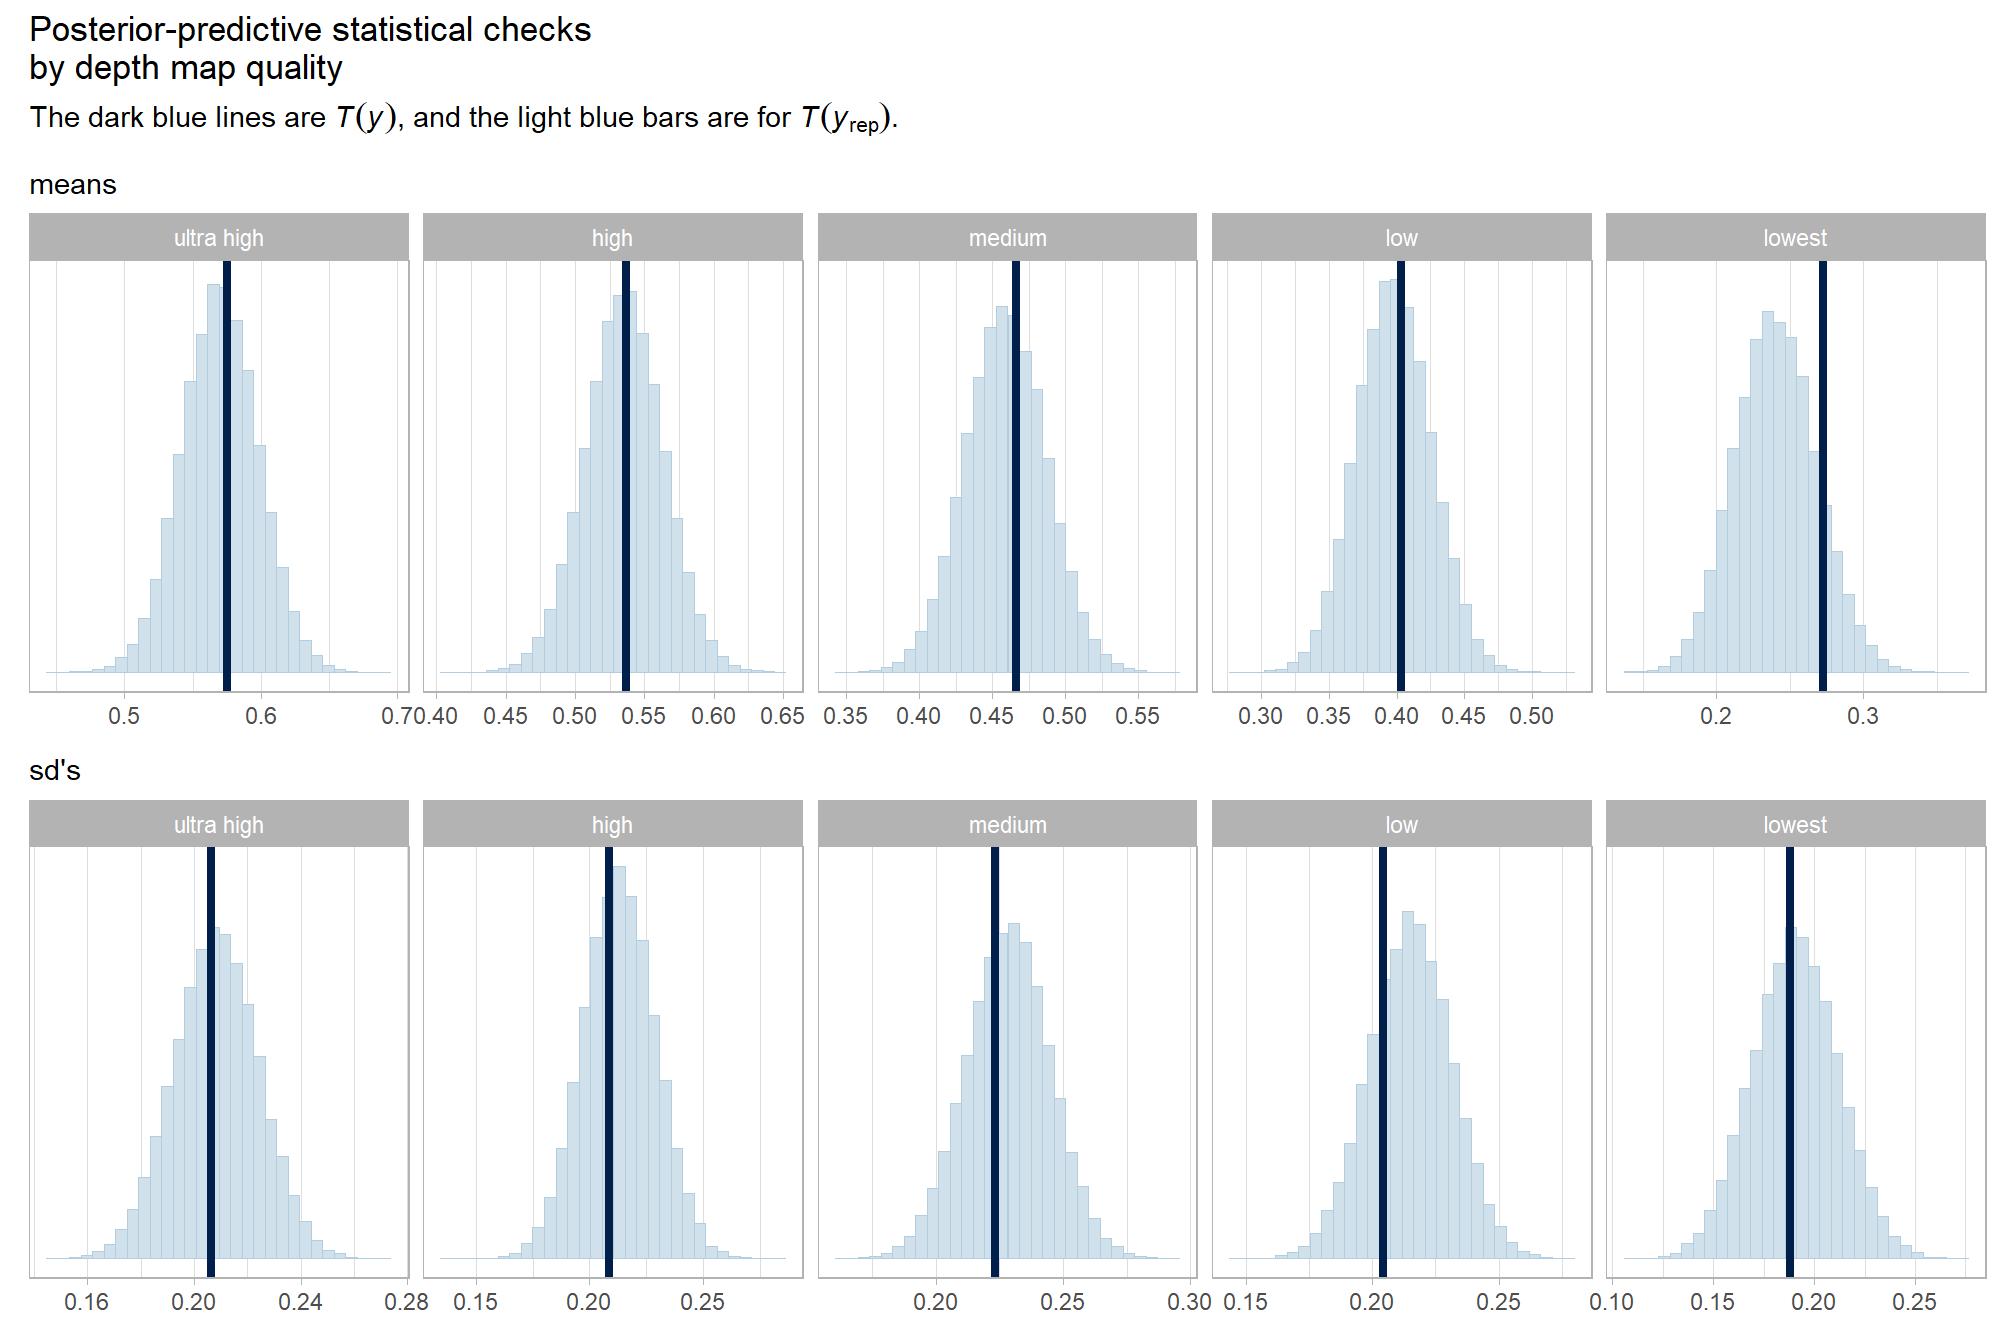 Posterior-predictive statistical checks
by depth map quality
The dark blue lines are T(y), and the light blue bars are for T(y_rep).
means
ultra high high medium low lowest
0.5 0.6 0.70 0.40 0.45 0.50 0.55 0.60 0.65 0.35 0.40 0.45 0.50 0.55 0.30 0.35 0.40 0.45 0.50 0.2 0.3
sd's
ultra high high medium low lowest
0.16 0.20 0.24 0.28 0.15 0.20 0.25 0.20 0.25 0.30 0.15 0.20 0.25 0.10 0.15 0.20 0.25